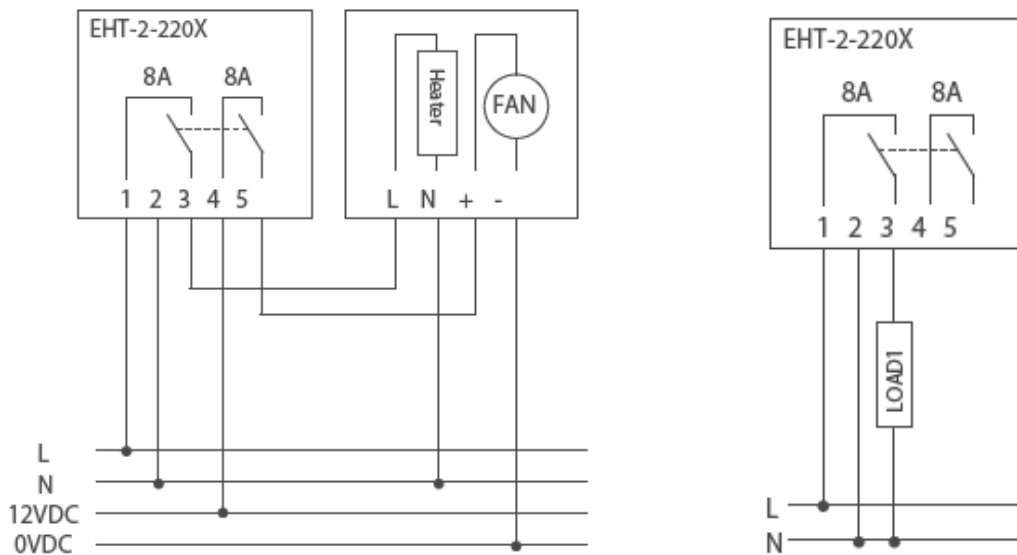 EHT-2-220X
8A 8A
1 2 3 4 5
Heater
FAN
L N + -
L
N
12VDC
0VDC
EHT-2-220X
8A 8A
1 2 3 4 5
LOAD1
L
N